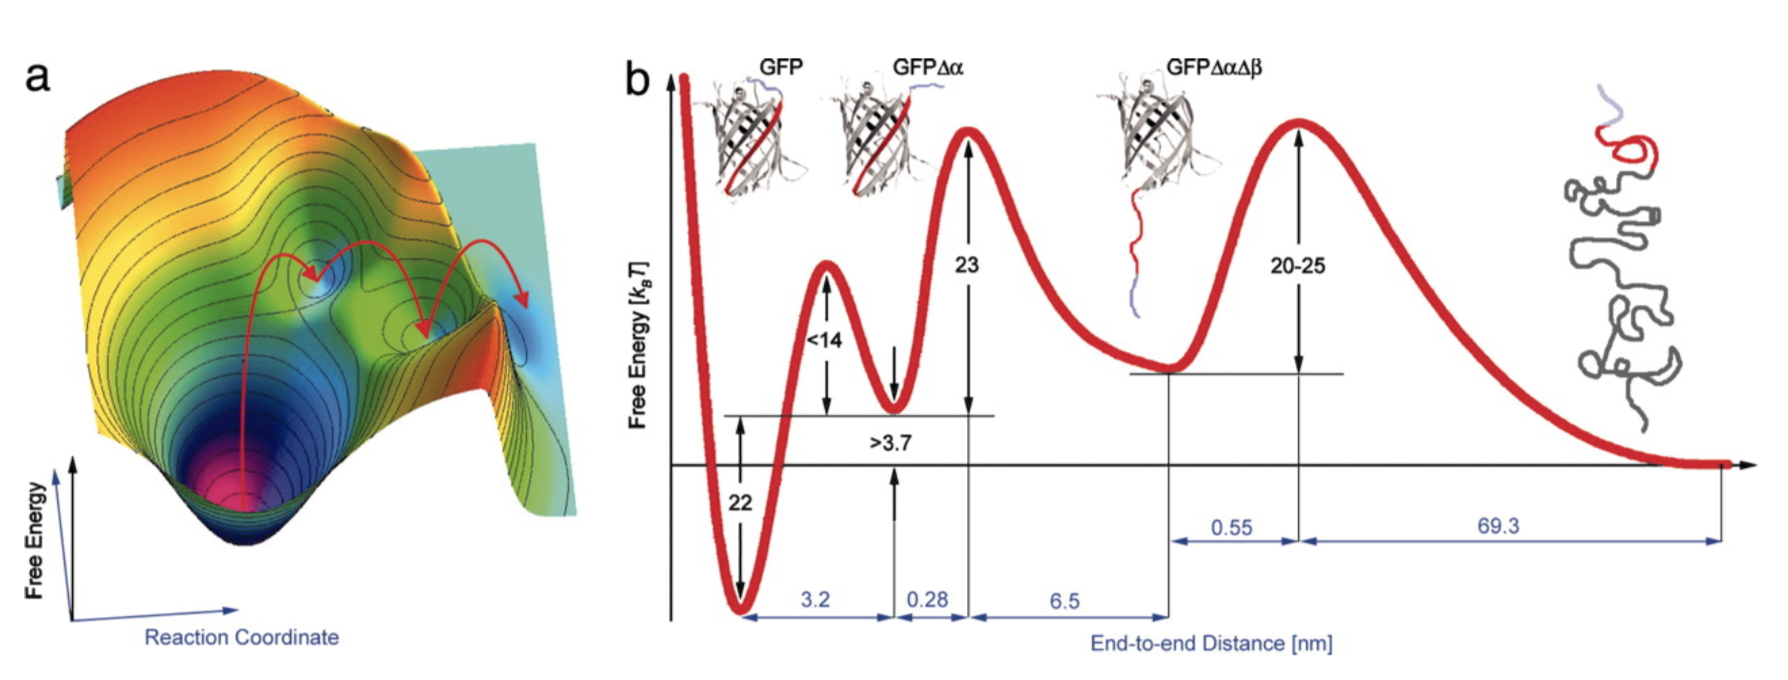 a
Free Energy
Reaction Coordinate
b
GFP
GFPΔα
GFPΔαΔβ
Free Energy [k_BT]
<14
23
20-25
>3.7
22
0.55
69.3
3.2
0.28
6.5
End-to-end Distance [nm]